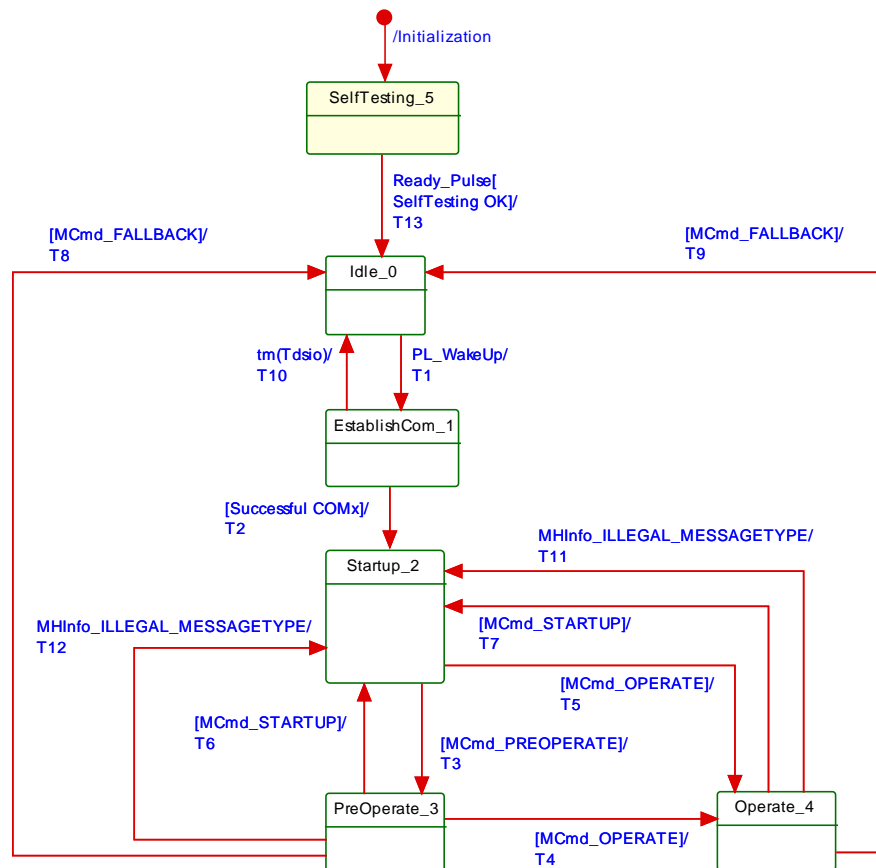 /Initialization
SelfTesting_5
Ready_Pulse[
SelfTesting OK]/
T13
[MCmd_FALLBACK]/
T8
[MCmd_FALLBACK]/
T9
Idle_0
tm(Tdsio)/
T10
PL_WakeUp/
T1
EstablishCom_1
[Successful COMx]/
T2
MHInfo_ILLEGAL_MESSAGETYPE/
T11
Startup_2
[MCmd_STARTUP]/
T7
MHInfo_ILLEGAL_MESSAGETYPE/
T12
[MCmd_OPERATE]/
T5
[MCmd_STARTUP]/
T6
[MCmd_PREOPERATE]/
T3
PreOperate_3
Operate_4
[MCmd_OPERATE]/
T4